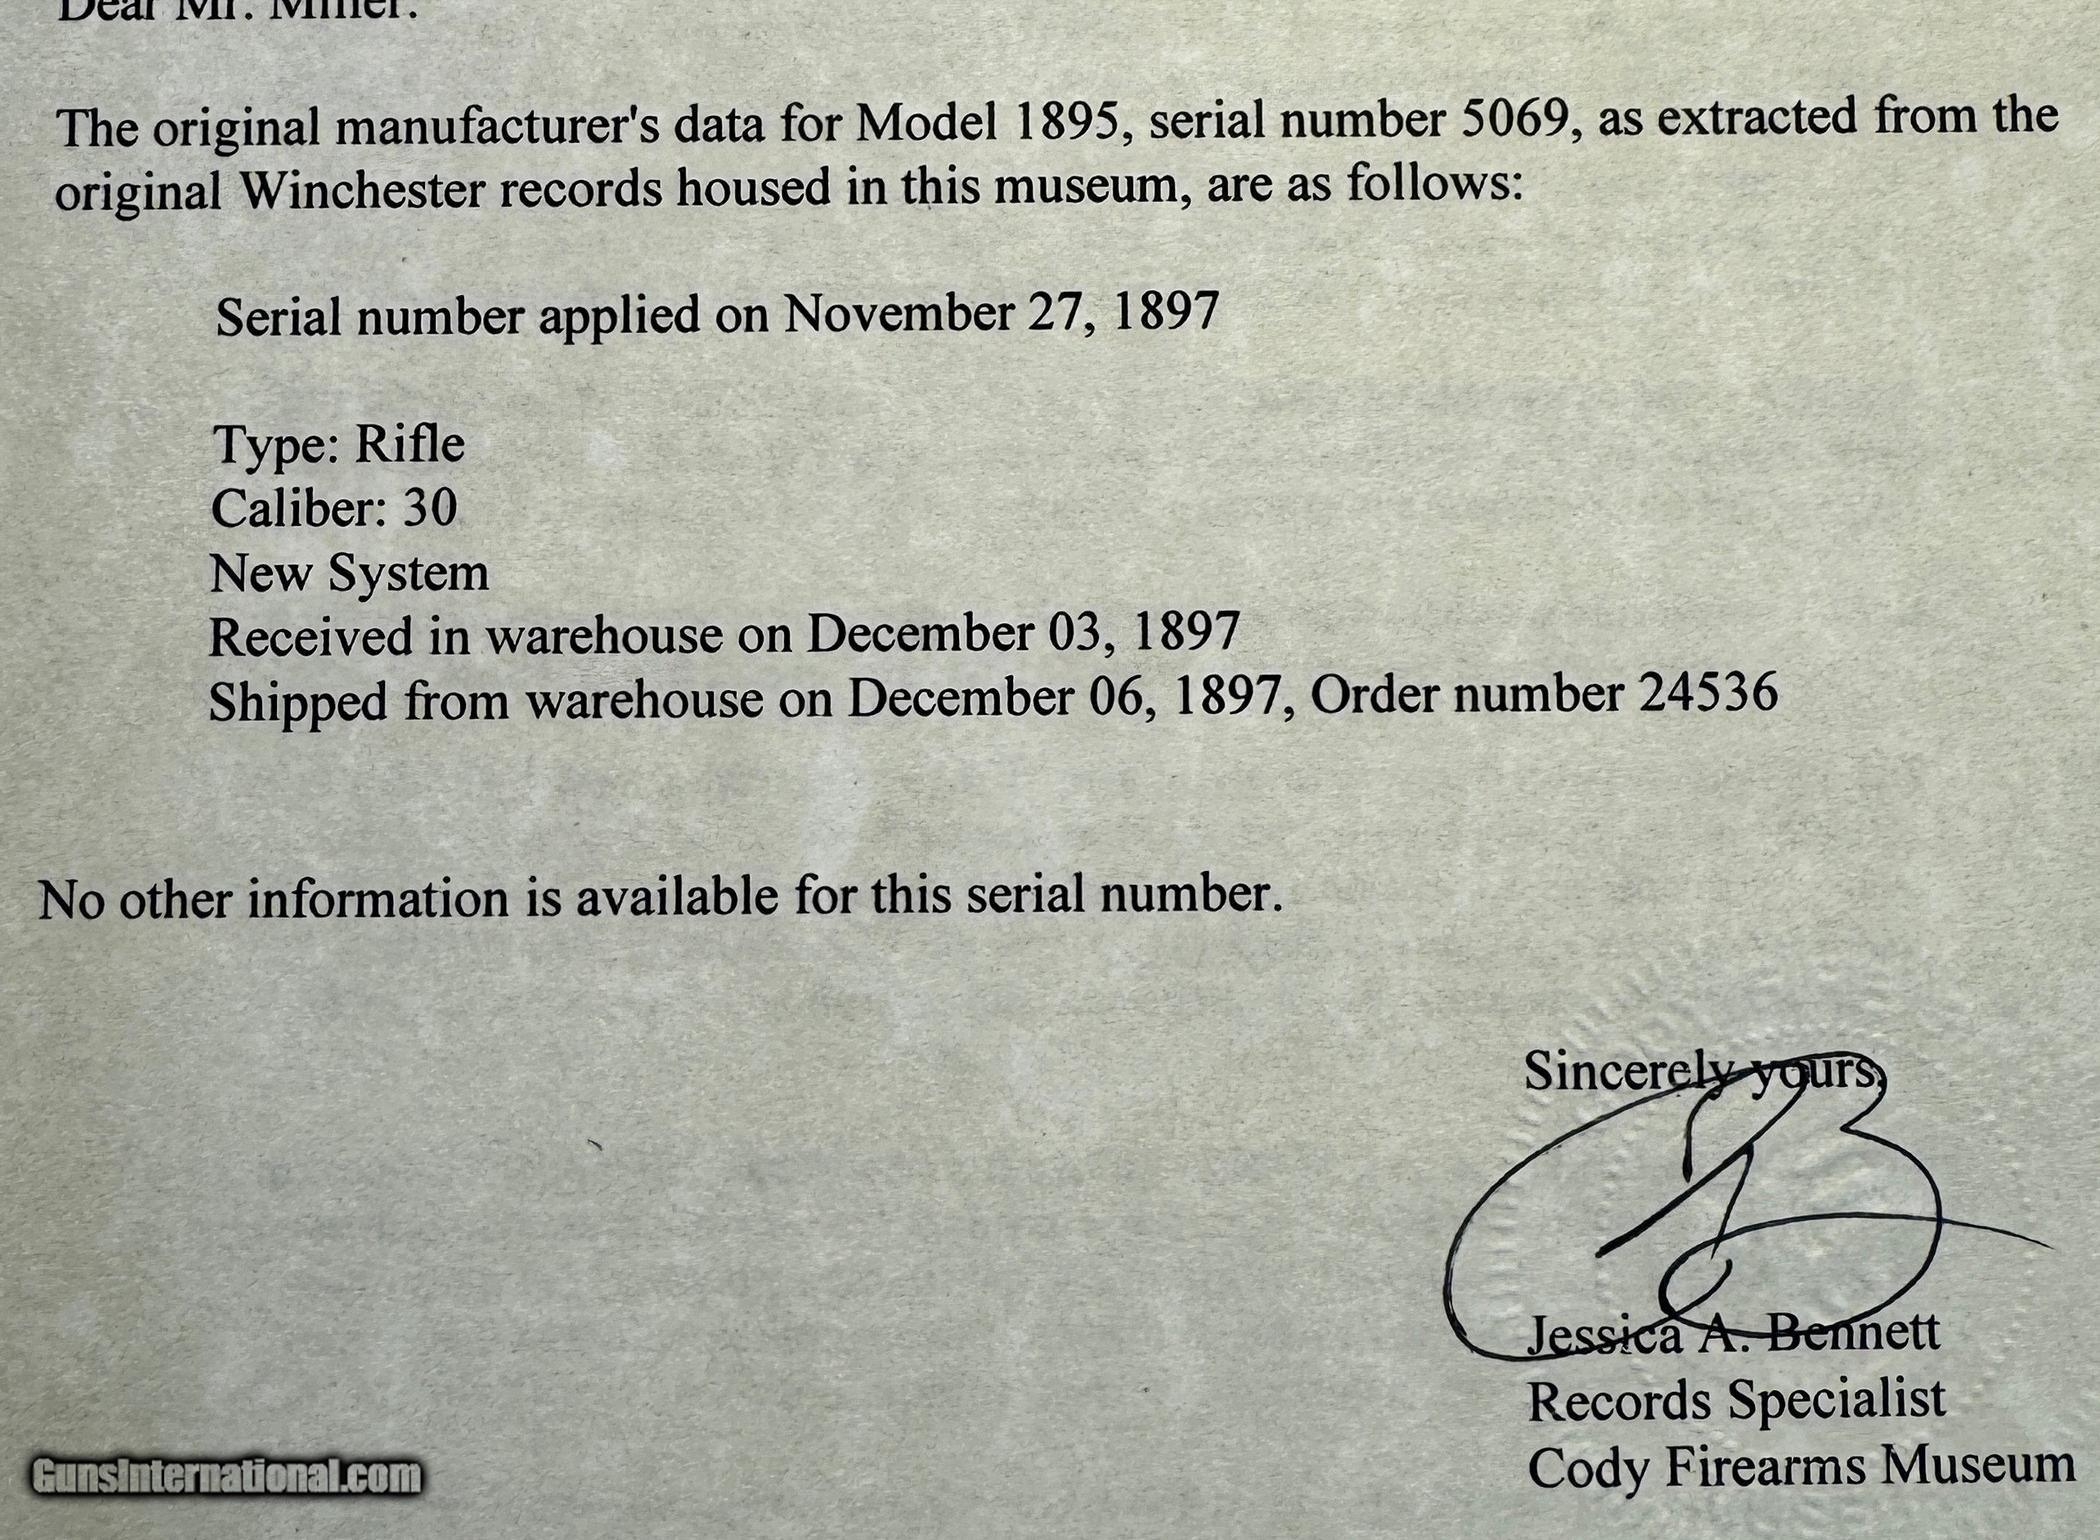 Dear Mr. Miller:
The original manufacturer's data for Model 1895, serial number 5069, as extracted from the
original Winchester records housed in this museum, are as follows:
Serial number applied on November 27, 1897
Type: Rifle
Caliber: 30
New System
Received in warehouse on December 03, 1897
Shipped from warehouse on December 06, 1897, Order number 24536
No other information is available for this serial number.
Sincerely yours,
Jessica A. Bennett
Records Specialist
Cody Firearms Museum
GunsInternational.com